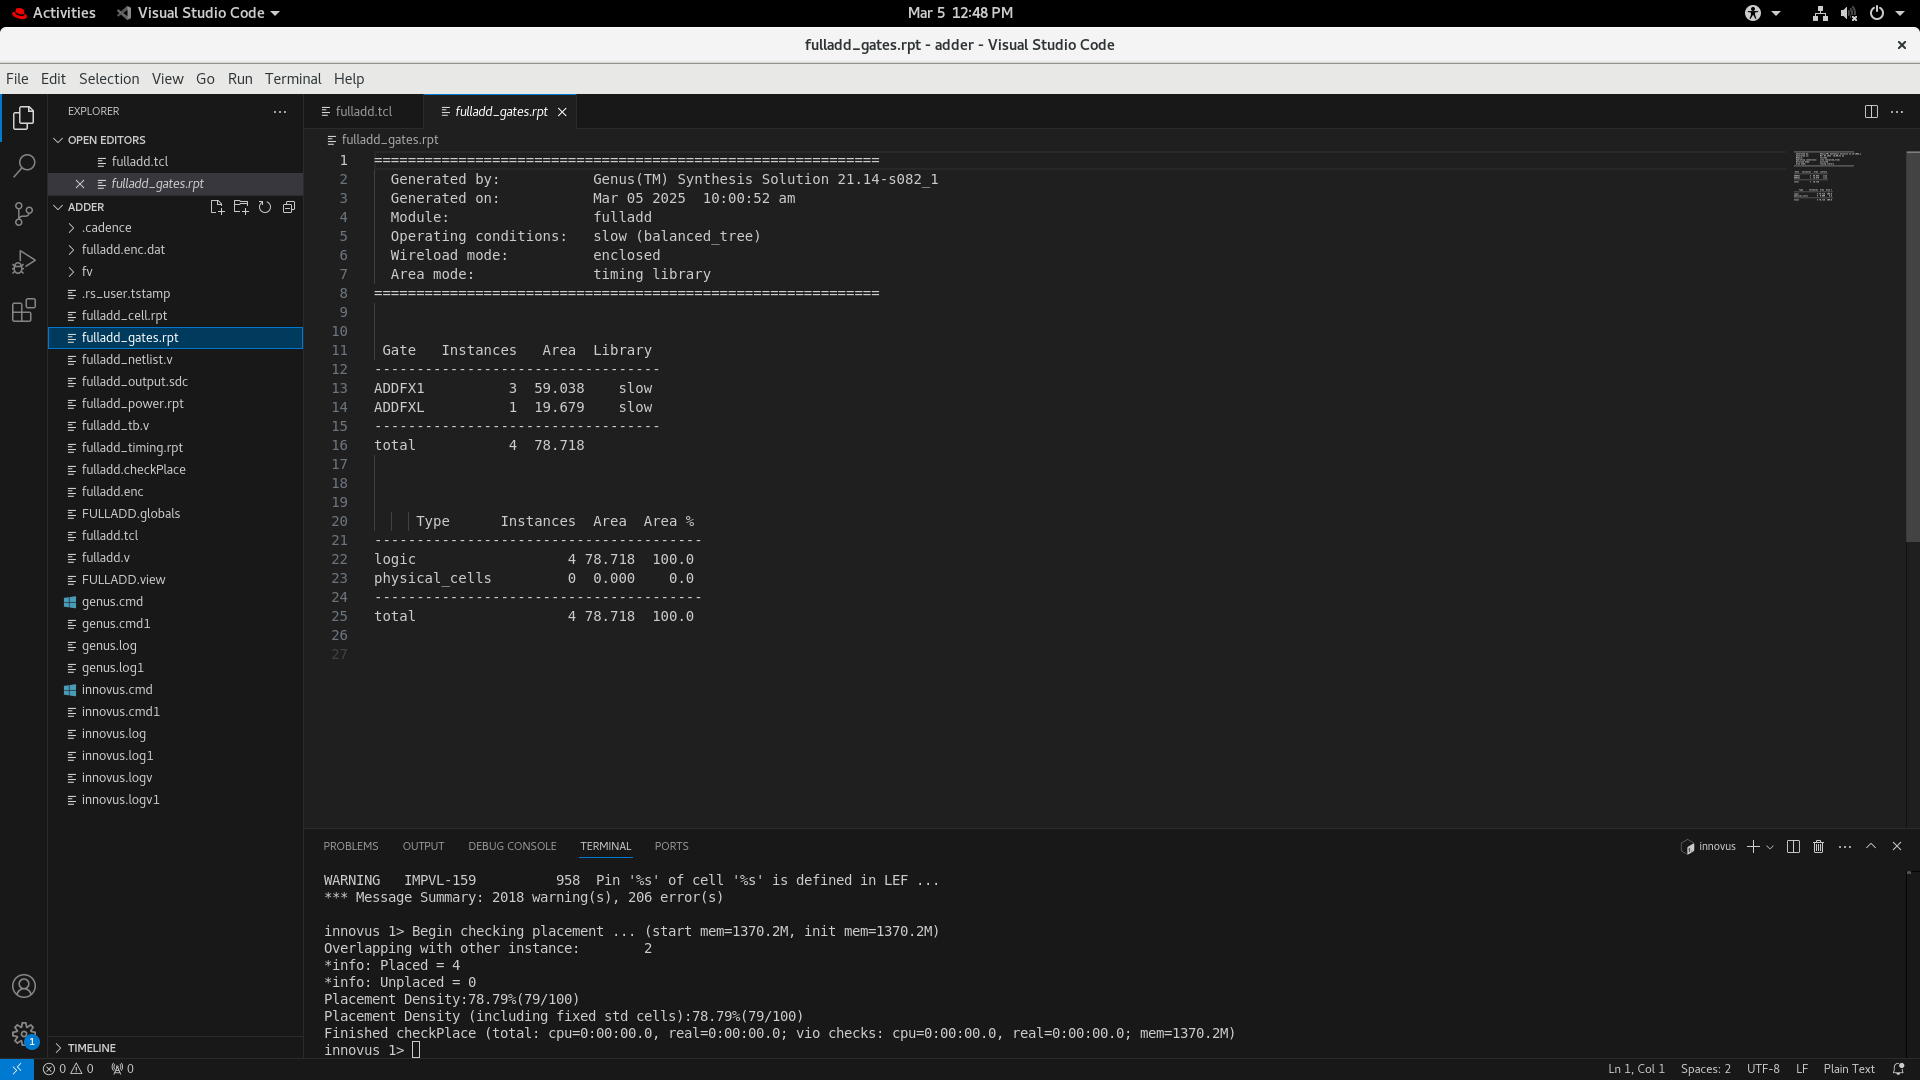 Activities Visual Studio Code Mar 5 12:48 PM
fulladd_gates.rpt - adder - Visual Studio Code
File Edit Selection View Go Run Terminal Help
EXPLORER
OPEN EDITORS
fulladd.tcl
fulladd_gates.rpt
ADDER
.cadence
fulladd.enc.dat
fv
.rs_user.tstamp
fulladd_cell.rpt
fulladd_gates.rpt
fulladd_netlist.v
fulladd_output.sdc
fulladd_power.rpt
fulladd_tb.v
fulladd_timing.rpt
fulladd.checkPlace
fulladd.enc
FULLADD.globals
fulladd.tcl
fulladd.v
FULLADD.view
genus.cmd
genus.cmd1
genus.log
genus.log1
innovus.cmd
innovus.cmd1
innovus.log
innovus.log1
innovus.logv
innovus.logv1
TIMELINE
fulladd.tcl fulladd_gates.rpt
fulladd_gates.rpt
1 ============================================================
2 Generated by: Genus(TM) Synthesis Solution 21.14-s082_1
3 Generated on: Mar 05 2025 10:00:52 am
4 Module: fulladd
5 Operating conditions: slow (balanced_tree)
6 Wireload mode: enclosed
7 Area mode: timing library
8 ============================================================
9
10
11 Gate Instances Area Library
12 ----------------------------------
13 ADDFX1 3 59.038 slow
14 ADDFXL 1 19.679 slow
15 ----------------------------------
16 total 4 78.718
17
18
19
20 Type Instances Area Area %
21 ---------------------------------------
22 logic 4 78.718 100.0
23 physical_cells 0 0.000 0.0
24 ---------------------------------------
25 total 4 78.718 100.0
26
27
PROBLEMS OUTPUT DEBUG CONSOLE TERMINAL PORTS innovus
WARNING IMPVL-159 958 Pin '%s' of cell '%s' is defined in LEF ...
*** Message Summary: 2018 warning(s), 206 error(s)
innovus 1> Begin checking placement ... (start mem=1370.2M, init mem=1370.2M)
Overlapping with other instance: 2
*info: Placed = 4
*info: Unplaced = 0
Placement Density:78.79%(79/100)
Placement Density (including fixed std cells):78.79%(79/100)
Finished checkPlace (total: cpu=0:00:00.0, real=0:00:00.0; vio checks: cpu=0:00:00.0, real=0:00:00.0; mem=1370.2M)
innovus 1>
1
0 0 0 Ln 1, Col 1 Spaces: 2 UTF-8 LF Plain Text